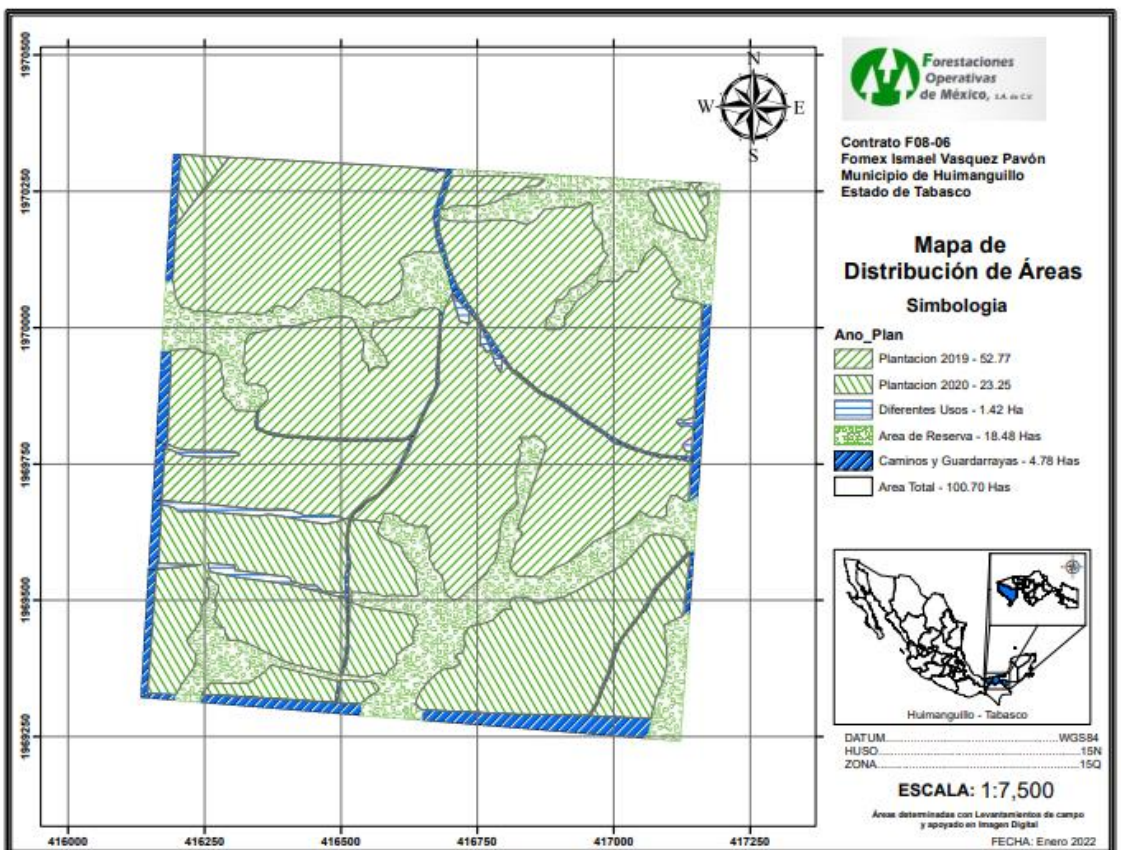 Forestaciones
Operativas
de México, S.A. de C.V.
Contrato F08-06
Fomex Ismael Vasquez Pavón
Municipio de Huimanguillo
Estado de Tabasco
Mapa de
Distribución de Áreas
Simbologia
Ano_Plan
Plantacion 2019 - 52.77
Plantacion 2020 - 23.25
Diferentes Usos - 1.42 Ha
Area de Reserva - 18.48 Has
Caminos y Guardarrayas - 4.78 Has
Area Total - 100.70 Has
Huimanguillo - Tabasco
DATUM WGS84
HUSO 15N
ZONA 15Q
ESCALA: 1:7,500
Áreas determinadas con Levantamientos de campo
y apoyado en Imagen Digital
FECHA: Enero 2022
N
W E
S
1970500
1970250
1970000
1969750
1969500
1969250
416000 416250 416500 416750 417000 417250